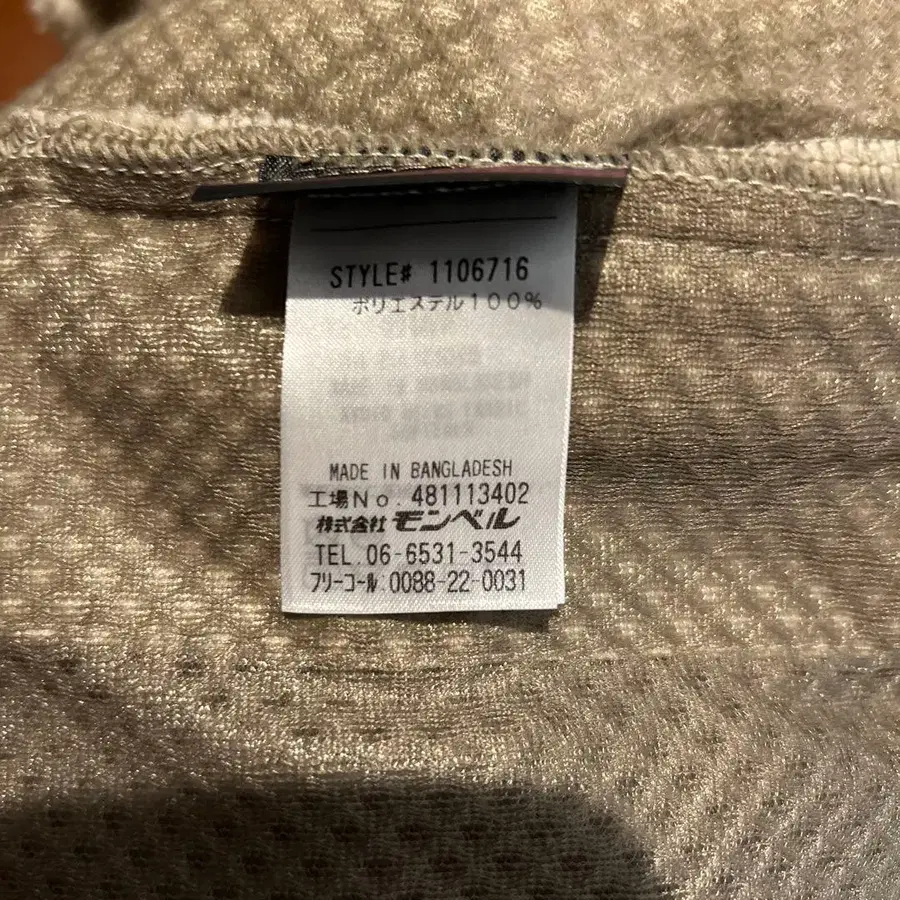 STYLE# 1106716
ポリエステル100%
MADE IN BANGLADESH
工場No. 481113402
株式会社モンベル
TEL.06-6531-3544
フリーコール:0088-22-0031